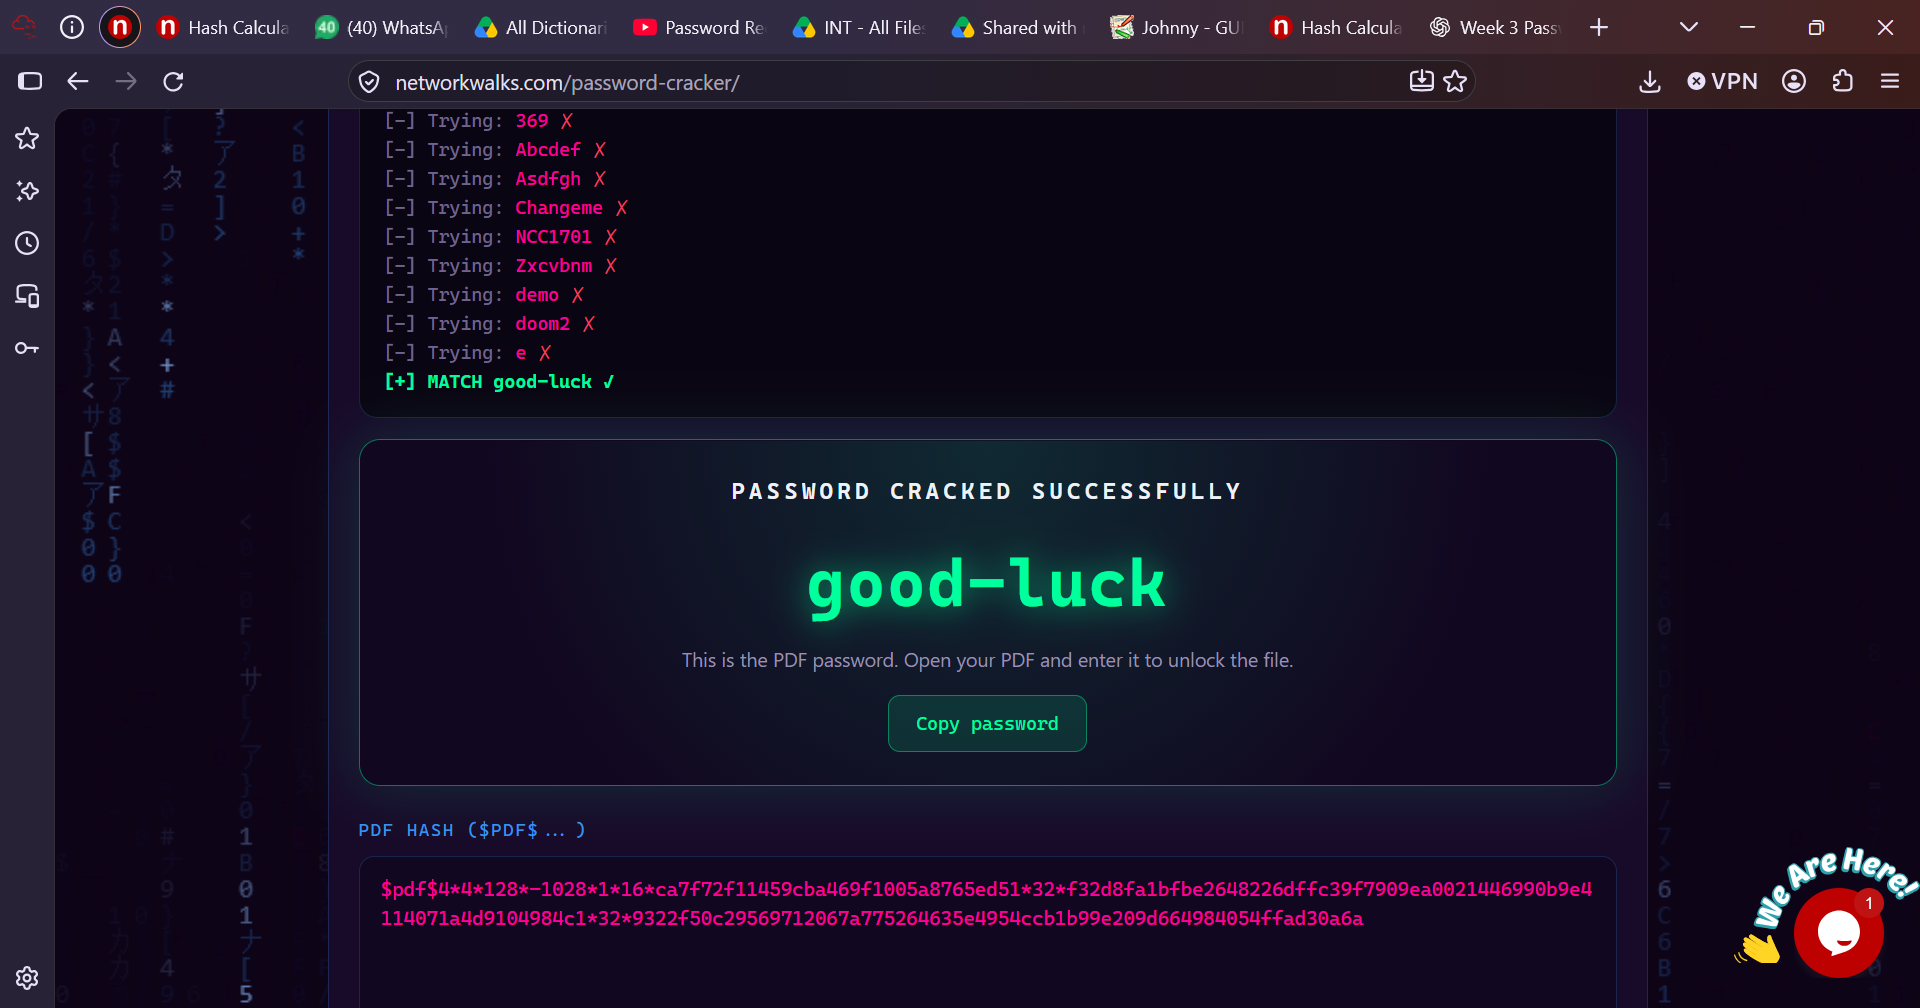 Hash Calcula
40
(40) WhatsA
All Dictionari
Password Re
INT - All File
Shared with
Johnny - GU
Hash Calcula
Week 3 Pass
networkwalks.com/password-cracker/
VPN
[-] Trying: 369 ✗
[-] Trying: Abcdef ✗
[-] Trying: Asdfgh ✗
[-] Trying: Changeme ✗
[-] Trying: NCC1701 ✗
[-] Trying: Zxcvbnm ✗
[-] Trying: demo ✗
[-] Trying: doom2 ✗
[-] Trying: e ✗
[+] MATCH good-luck ✓
PASSWORD CRACKED SUCCESSFULLY
good-luck
This is the PDF password. Open your PDF and enter it to unlock the file.
Copy password
PDF HASH ($PDF$...)
$pdf$4*4*128*-1028*1*16*ca7f72f11459cba469f1005a8765ed51*32*f32d8fa1bfbe2648226dffc39f7909ea0021446990b9e4
114071a4d9104984c1*32*9322f50c29569712067a775264635e4954ccb1b99e209d664984054ffad30a6a
We Are Here!
1